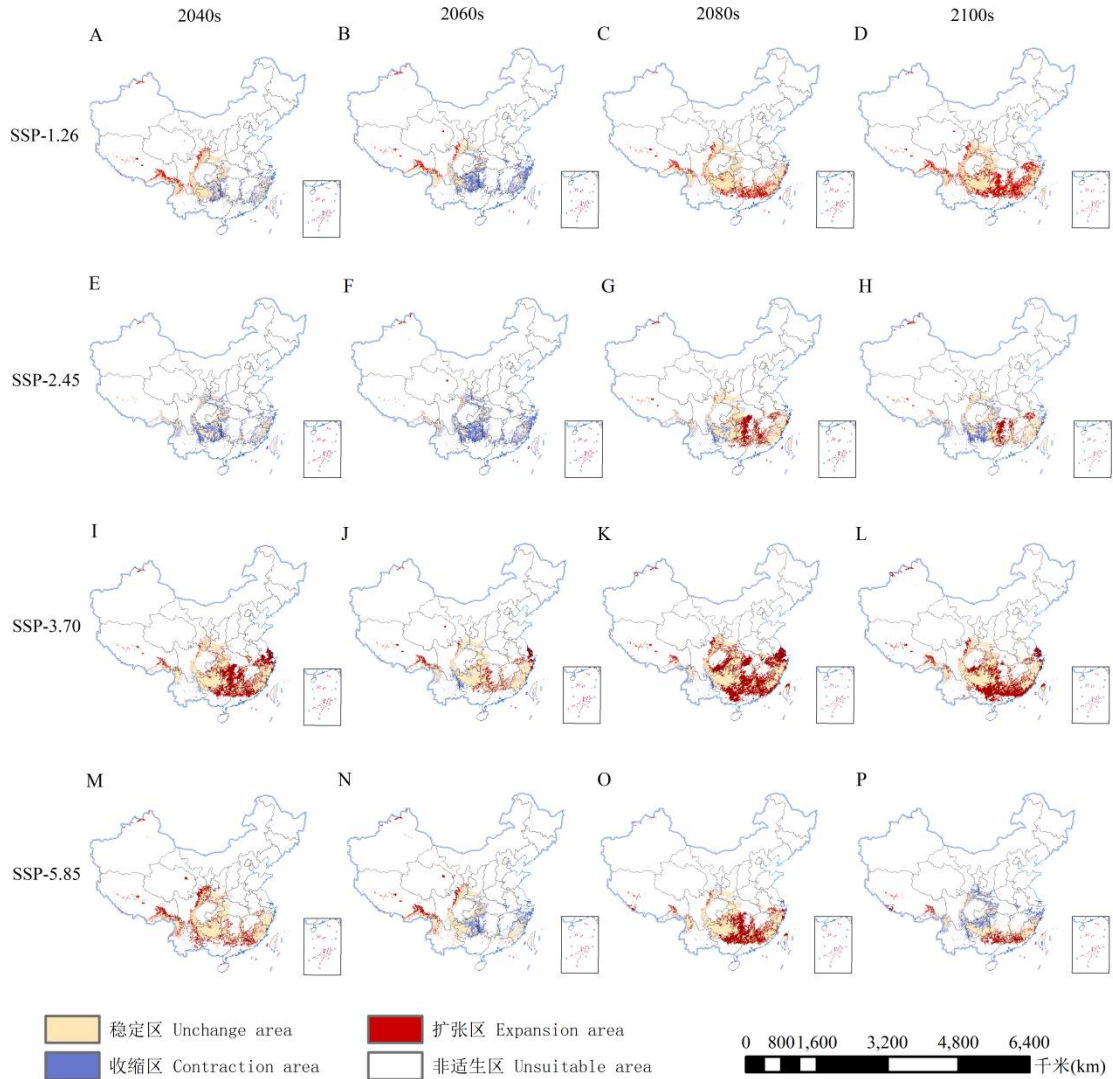 2040s 2060s 2080s 2100s
A B C D
SSP-1.26
E F G H
SSP-2.45
I J K L
SSP-3.70
M N O P
SSP-5.85
稳定区 Unchange area 扩张区 Expansion area
收缩区 Contraction area 非适生区 Unsuitable area
0 800 1,600 3,200 4,800 6,400
千米(km)